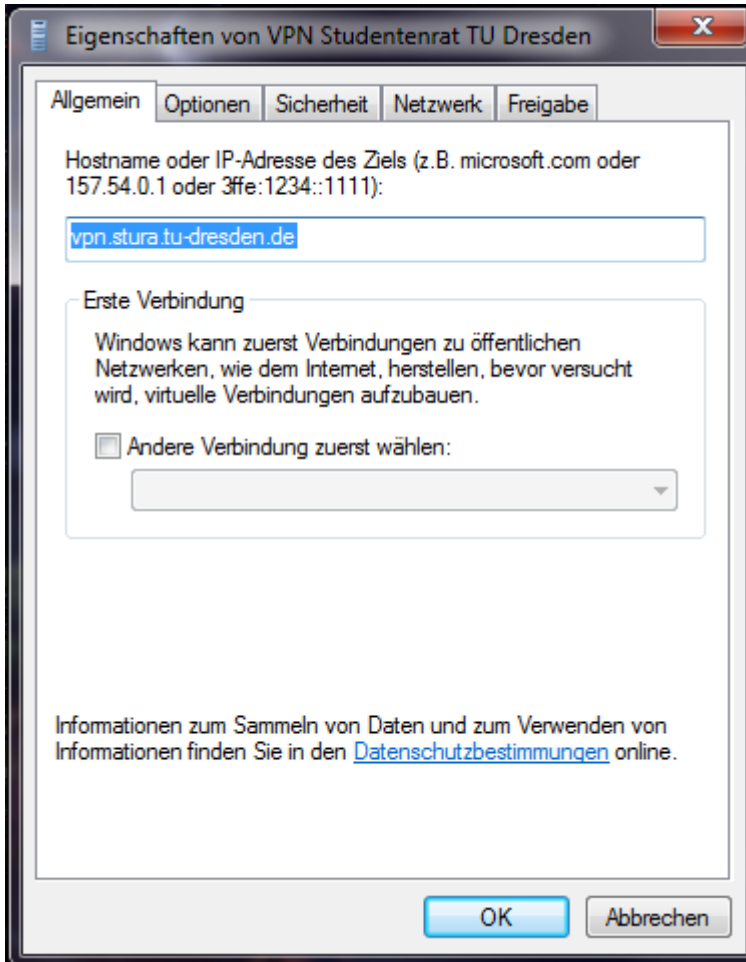 Eigenschaften von VPN Studentenrat TU Dresden
Allgemein Optionen Sicherheit Netzwerk Freigabe
Hostname oder IP-Adresse des Ziels (z.B. microsoft.com oder
157.54.0.1 oder 3ffe:1234::1111):
vpn.stura.tu-dresden.de
Erste Verbindung
Windows kann zuerst Verbindungen zu öffentlichen
Netzwerken, wie dem Internet, herstellen, bevor versucht
wird, virtuelle Verbindungen aufzubauen.
Andere Verbindung zuerst wählen:
Informationen zum Sammeln von Daten und zum Verwenden von
Informationen finden Sie in den Datenschutzbestimmungen online.
OK Abbrechen